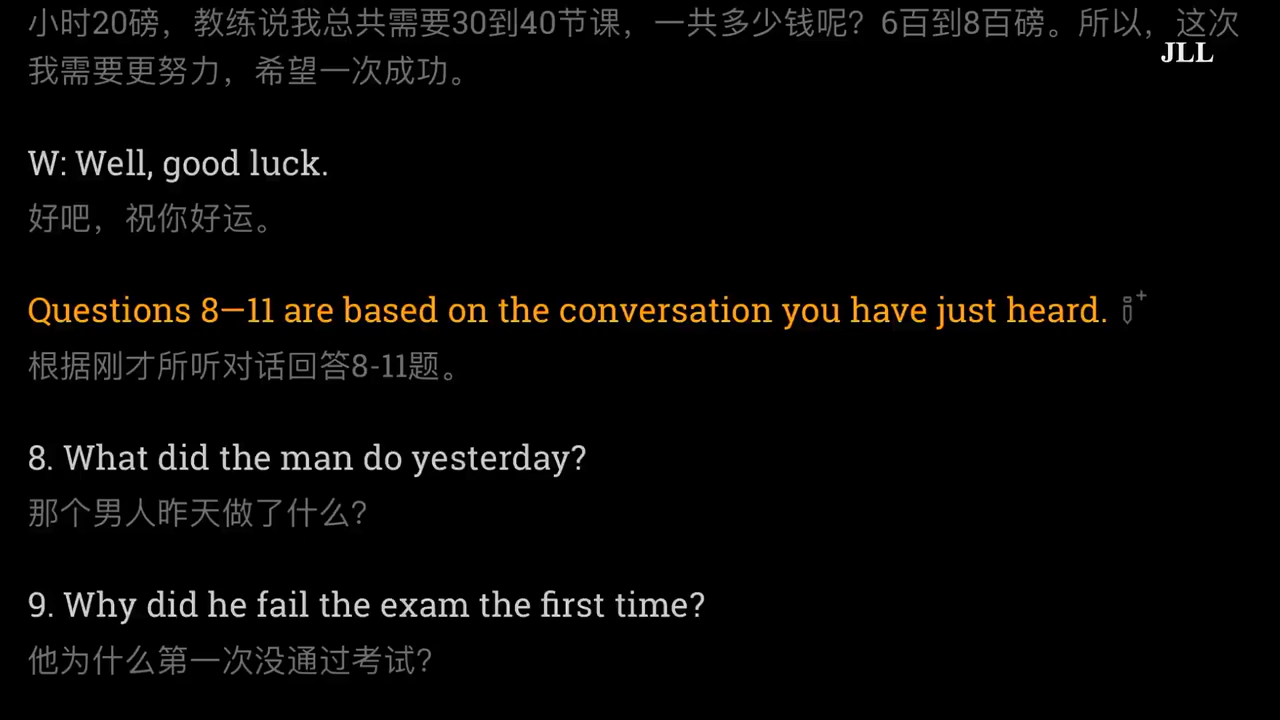 小时20磅，教练说我总共需要30到40节课，一共多少钱呢？6百到8百磅。所以，这次
JLL
我需要更努力，希望一次成功。
W: Well, good luck.
好吧，祝你好运。
Questions 8—11 are based on the conversation you have just heard.
根据刚才所听对话回答8-11题。
8. What did the man do yesterday?
那个男人昨天做了什么？
9. Why did he fail the exam the first time?
他为什么第一次没通过考试？